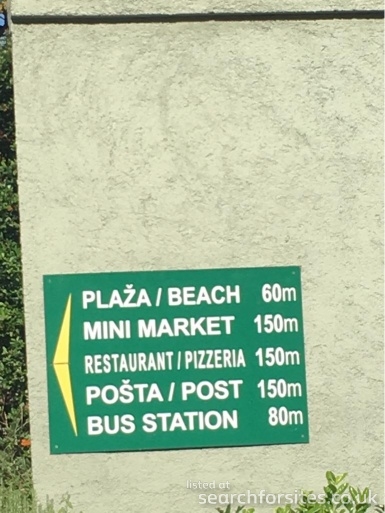 PLAŽA / BEACH 60m
MINI MARKET 150m
RESTAURANT / PIZZERIA 150m
POŠTA / POST 150m
BUS STATION 80m
listed at
searchforsites.co.uk